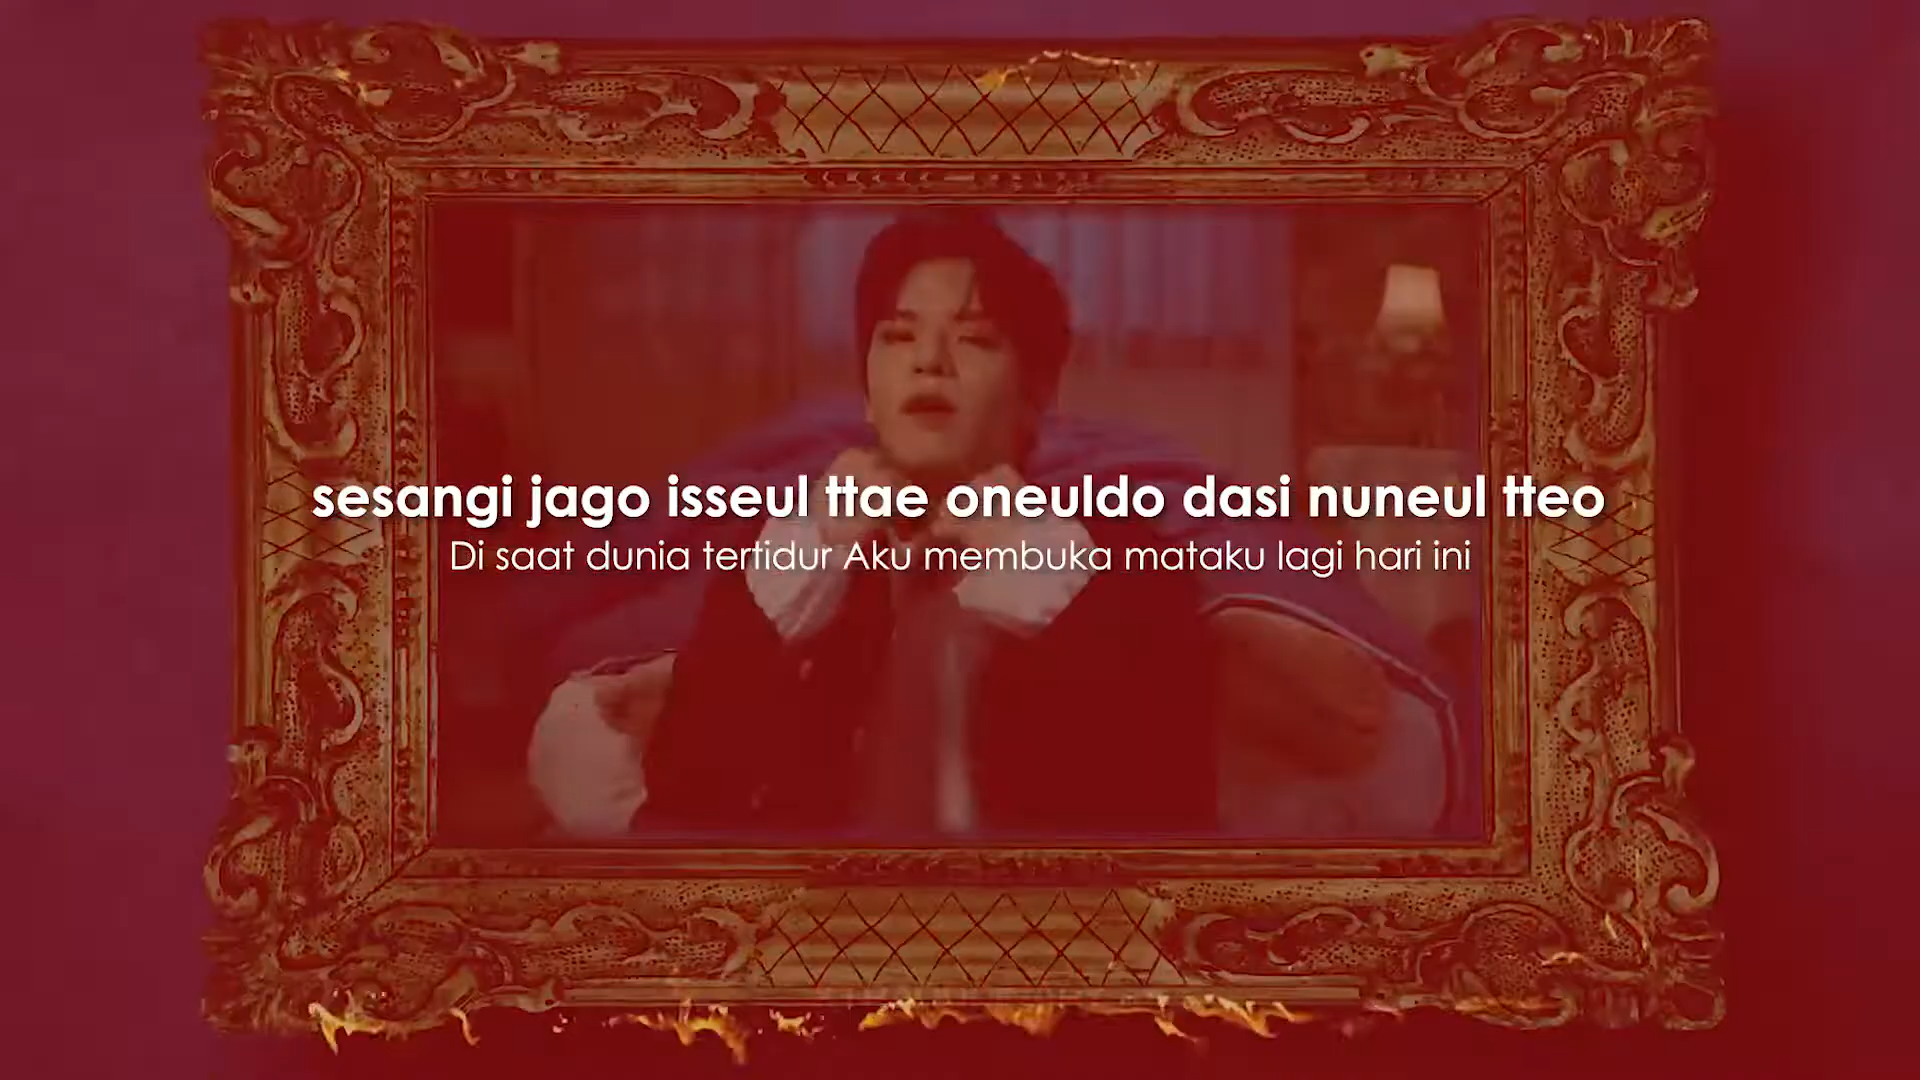 sesangi jago isseul ttae oneuldo dasi nuneul tteo
Di saat dunia tertidur Aku membuka mataku lagi hari ini